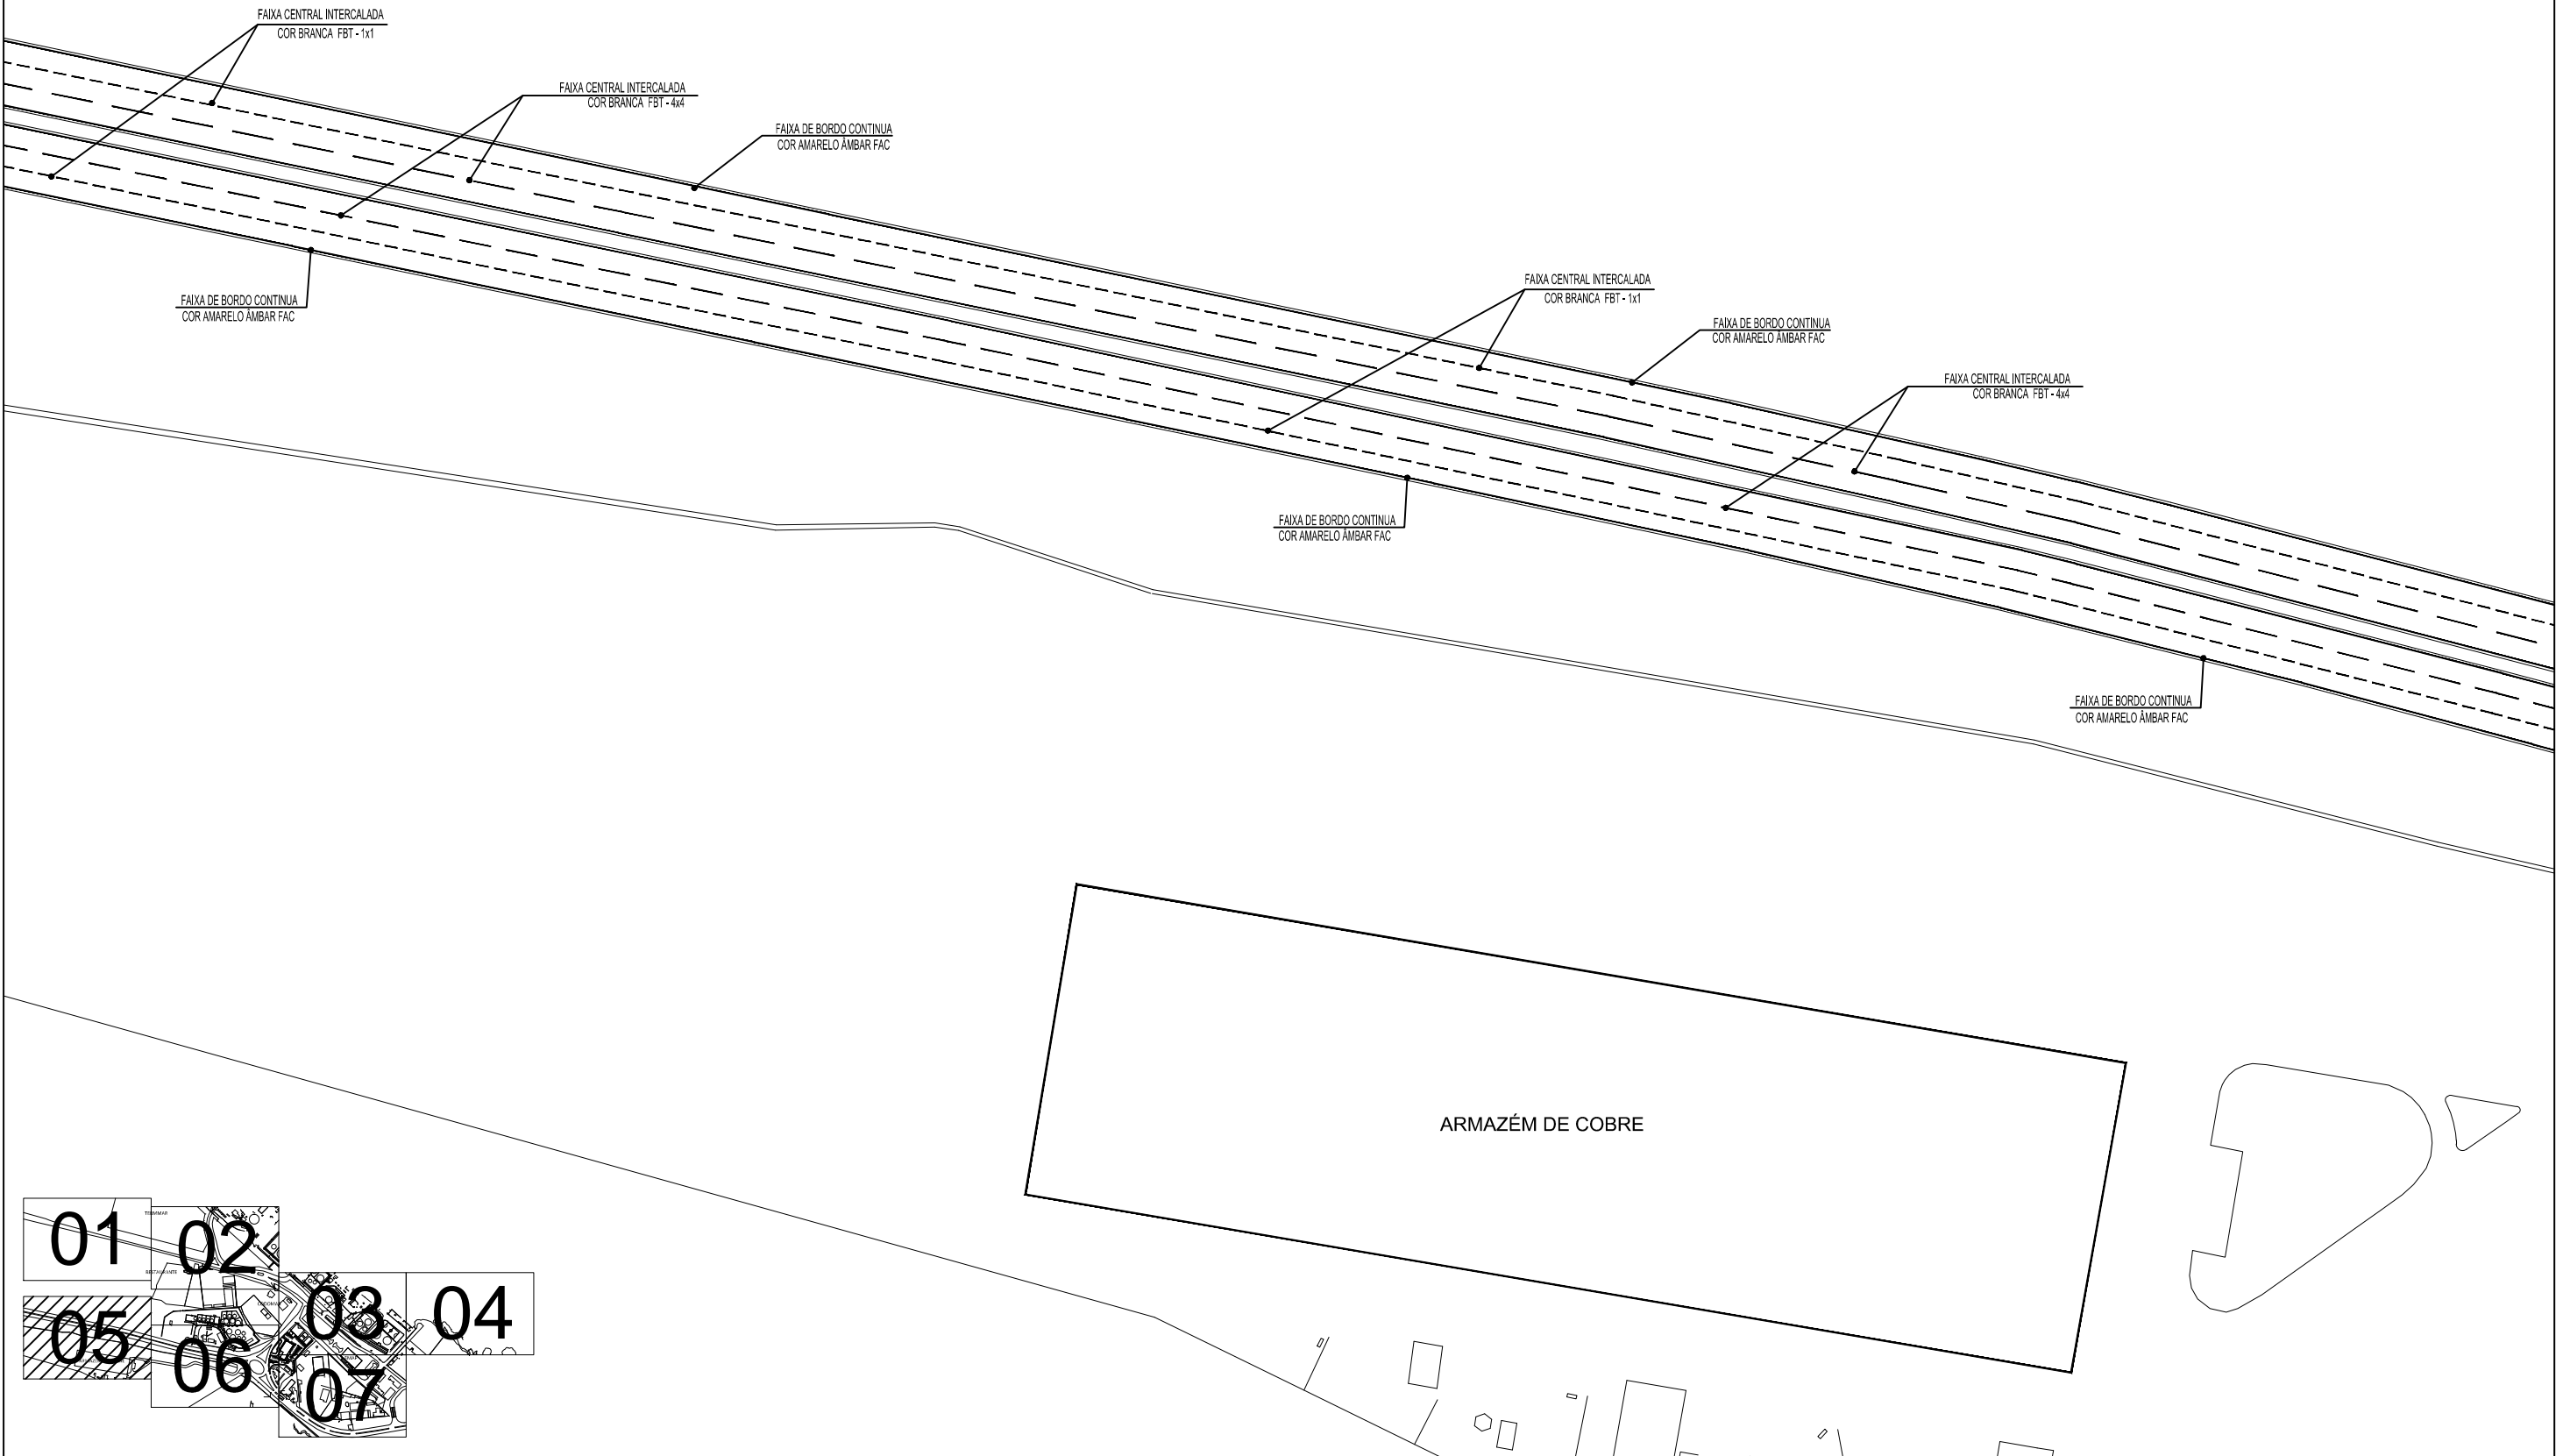 FAIXA CENTRAL INTERCALADA
COR BRANCA FBT - 1x1
FAIXA CENTRAL INTERCALADA
COR BRANCA FBT - 4x4
FAIXA DE BORDO CONTINUA
COR AMARELO ÂMBAR FAC
FAIXA DE BORDO CONTINUA
COR AMARELO ÂMBAR FAC
FAIXA CENTRAL INTERCALADA
COR BRANCA FBT - 1x1
FAIXA DE BORDO CONTINUA
COR AMARELO ÂMBAR FAC
FAIXA CENTRAL INTERCALADA
COR BRANCA FBT - 4x4
FAIXA DE BORDO CONTINUA
COR AMARELO ÂMBAR FAC
FAIXA DE BORDO CONTINUA
COR AMARELO ÂMBAR FAC
ARMAZÉM DE COBRE
01
02
03
04
05
06
07